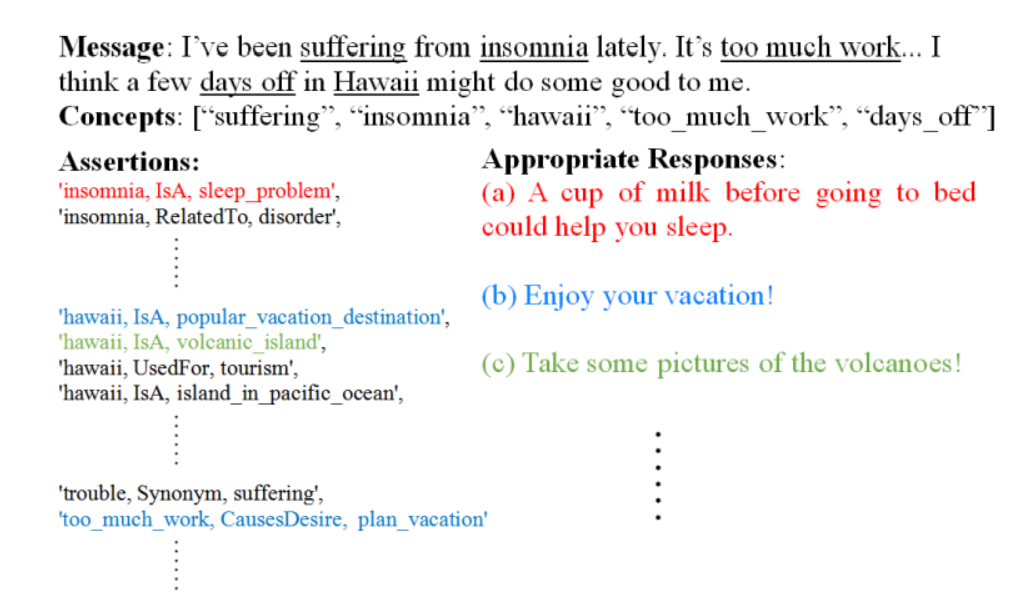 Message: I’ve been suffering from insomnia lately. It’s too much work... I
think a few days off in Hawaii might do some good to me.
Concepts: [“suffering”, “insomnia”, “hawaii”, “too_much_work”, “days_off”]
Assertions:
'insomnia, IsA, sleep_problem',
'insomnia, RelatedTo, disorder',
'hawaii, IsA, popular_vacation_destination',
'hawaii, IsA, volcanic_island',
'hawaii, UsedFor, tourism',
'hawaii, IsA, island_in_pacific_ocean',
'trouble, Synonym, suffering',
'too_much_work, CausesDesire, plan_vacation'
Appropriate Responses:
(a) A cup of milk before going to bed
could help you sleep.
(b) Enjoy your vacation!
(c) Take some pictures of the volcanoes!